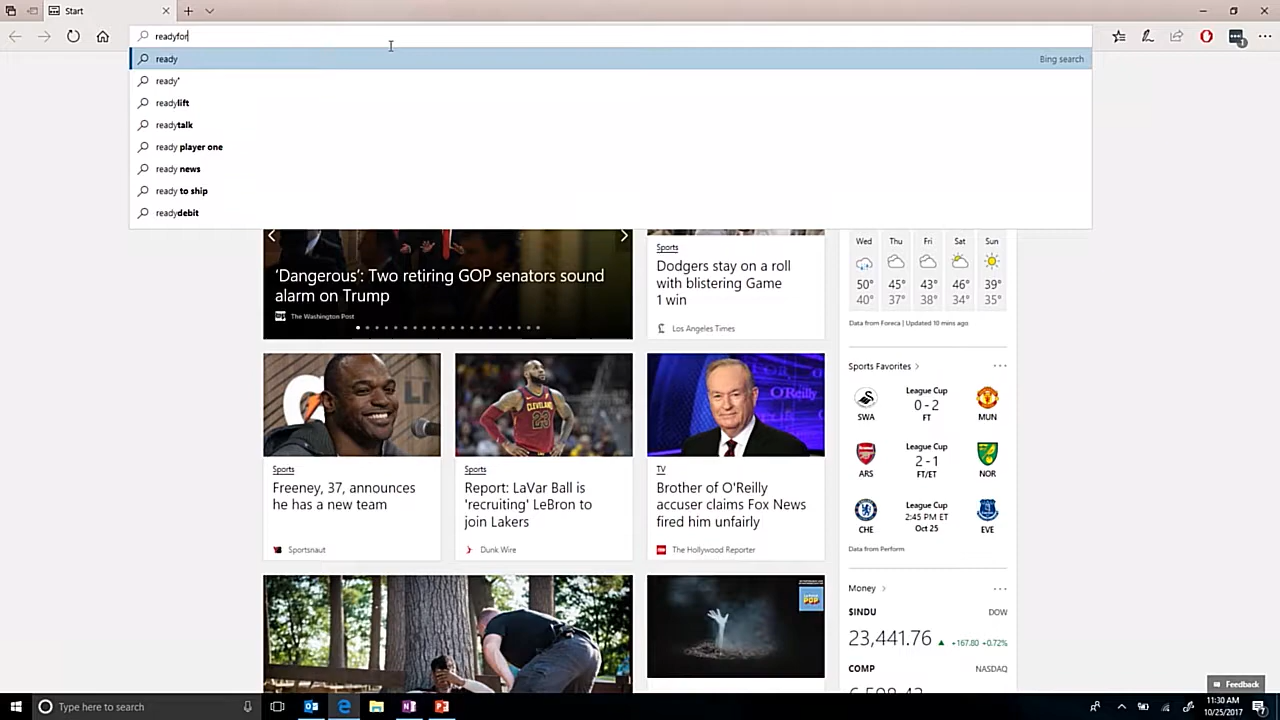 Start
readyfor
ready
Bing search
ready'
readylift
readytalk
ready player one
ready news
ready to ship
readydebit
'Dangerous': Two retiring GOP senators sound
alarm on Trump
The Washington Post
Sports
Dodgers stay on a roll
with blistering Game
1 win
Los Angeles Times
Wed Thu Fri Sat Sun
50° 45° 43° 46° 39°
40° 37° 38° 34° 35°
Data from Foreca | Updated 10 mins ago
Sports
Freeney, 37, announces
he has a new team
Sportsnaut
CLEVELAND
23
Sports
Report: LaVar Ball is
'recruiting' LeBron to
join Lakers
Dunk Wire
TV
Brother of O'Reilly
accuser claims Fox News
fired him unfairly
The Hollywood Reporter
Sports Favorites
League Cup
0 - 2
SWA FT MUN
League Cup
2 - 1
ARS FT/ET NOR
League Cup
2:45 PM ET
CHE Oct 25 EVE
Data from Perform
Money
$INDU DOW
23,441.76 +167.80 +0.72%
COMP NASDAQ
Feedback
Type here to search
11:30 AM
10/25/2017